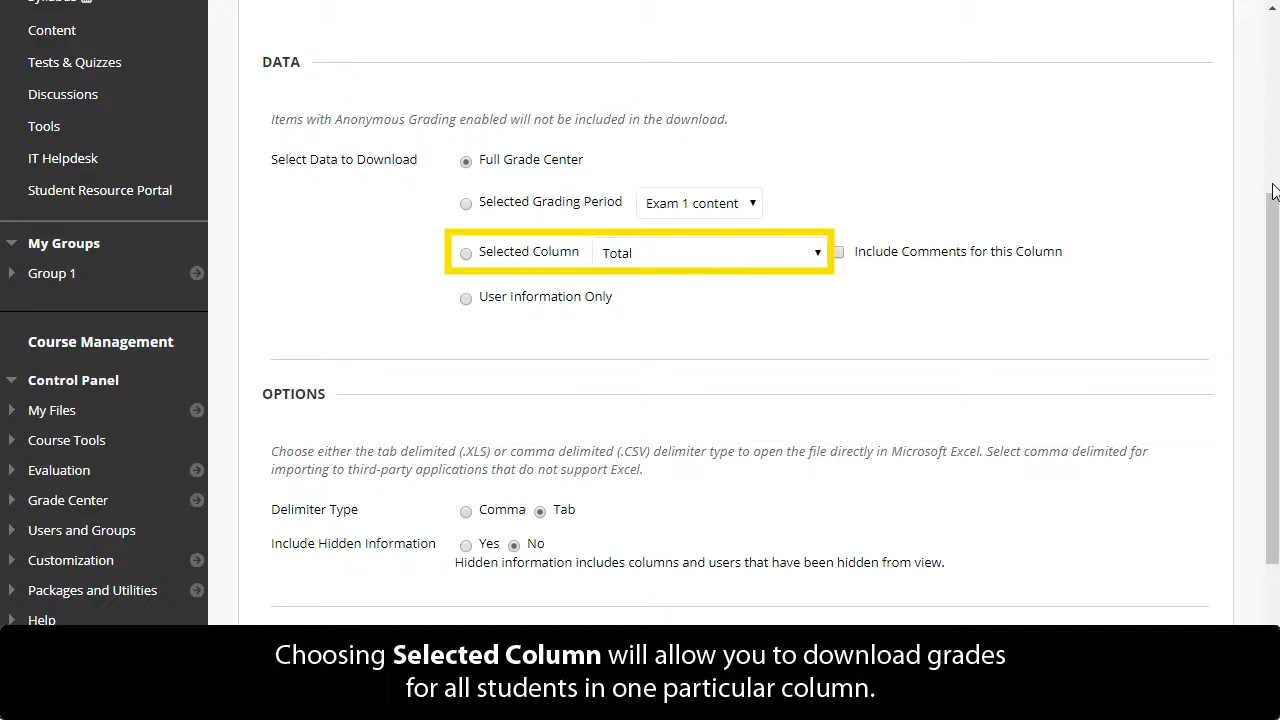 Content
Tests & Quizzes
Discussions
Tools
IT Helpdesk
Student Resource Portal
My Groups
Group 1
Course Management
Control Panel
My Files
Course Tools
Evaluation
Grade Center
Users and Groups
Customization
Packages and Utilities
Help
DATA
Items with Anonymous Grading enabled will not be included in the download.
Select Data to Download
Full Grade Center
Selected Grading Period Exam 1 content
Selected Column Total Include Comments for this Column
User Information Only
OPTIONS
Choose either the tab delimited (.XLS) or comma delimited (.CSV) delimiter type to open the file directly in Microsoft Excel. Select comma delimited for
importing to third-party applications that do not support Excel.
Delimiter Type Comma Tab
Include Hidden Information Yes No
Hidden information includes columns and users that have been hidden from view.
Choosing Selected Column will allow you to download grades
for all students in one particular column.